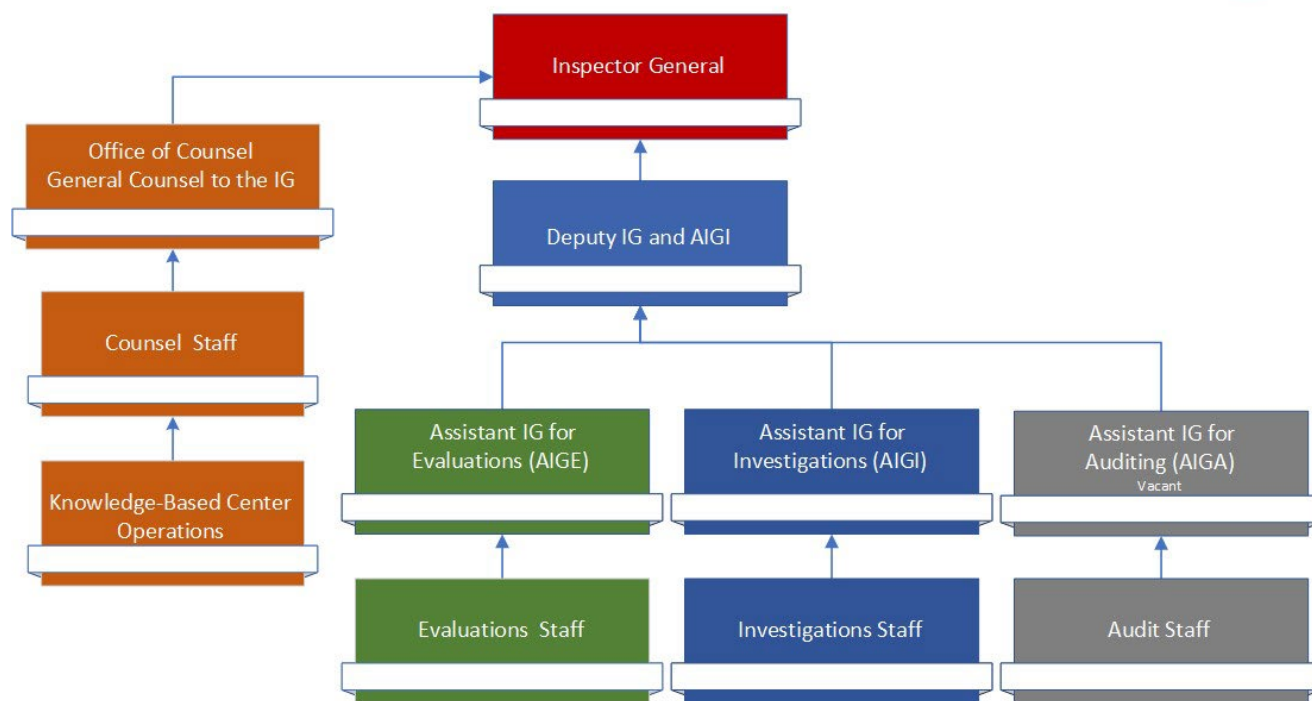 Inspector General
Office of Counsel
General Counsel to the IG
Deputy IG and AIGI
Counsel Staff
Assistant IG for
Evaluations (AIGE)
Assistant IG for
Investigations (AIGI)
Assistant IG for
Auditing (AIGA)
Vacant
Knowledge-Based Center
Operations
Evaluations Staff
Investigations Staff
Audit Staff